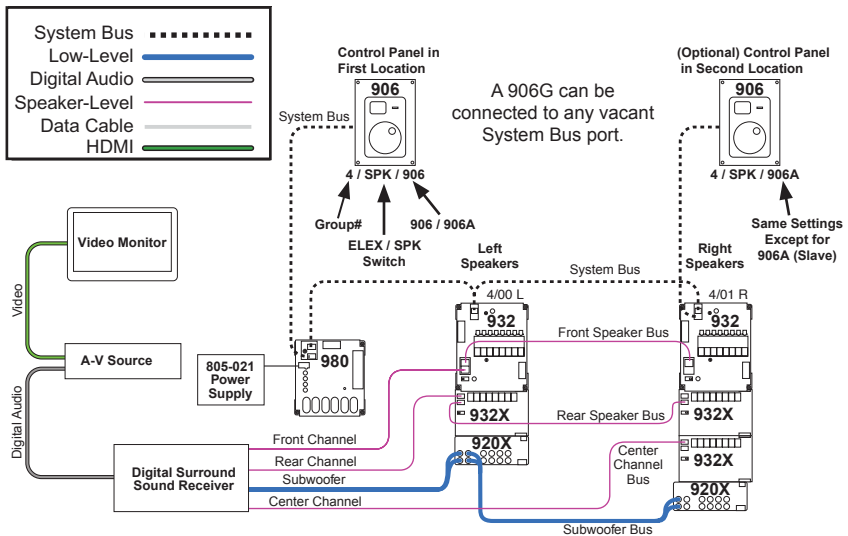 System Bus
Low-Level
Digital Audio
Speaker-Level
Data Cable
HDMI
Control Panel in
First Location
906
System Bus
4 / SPK / 906
Group#
ELEX / SPK
Switch
906 / 906A
A 906G can be
connected to any vacant
System Bus port.
(Optional) Control Panel
in Second Location
906
4 / SPK / 906A
Same Settings
Except for
906A (Slave)
Video Monitor
Video
A-V Source
Digital Audio
805-021
Power
Supply
980
Left
Speakers
System Bus
Right
Speakers
4/00 L
932
4/01 R
932
Front Speaker Bus
932X
Rear Speaker Bus
932X
920X
Center
Channel
Bus
932X
920X
Digital Surround
Sound Receiver
Front Channel
Rear Channel
Subwoofer
Center Channel
Subwoofer Bus